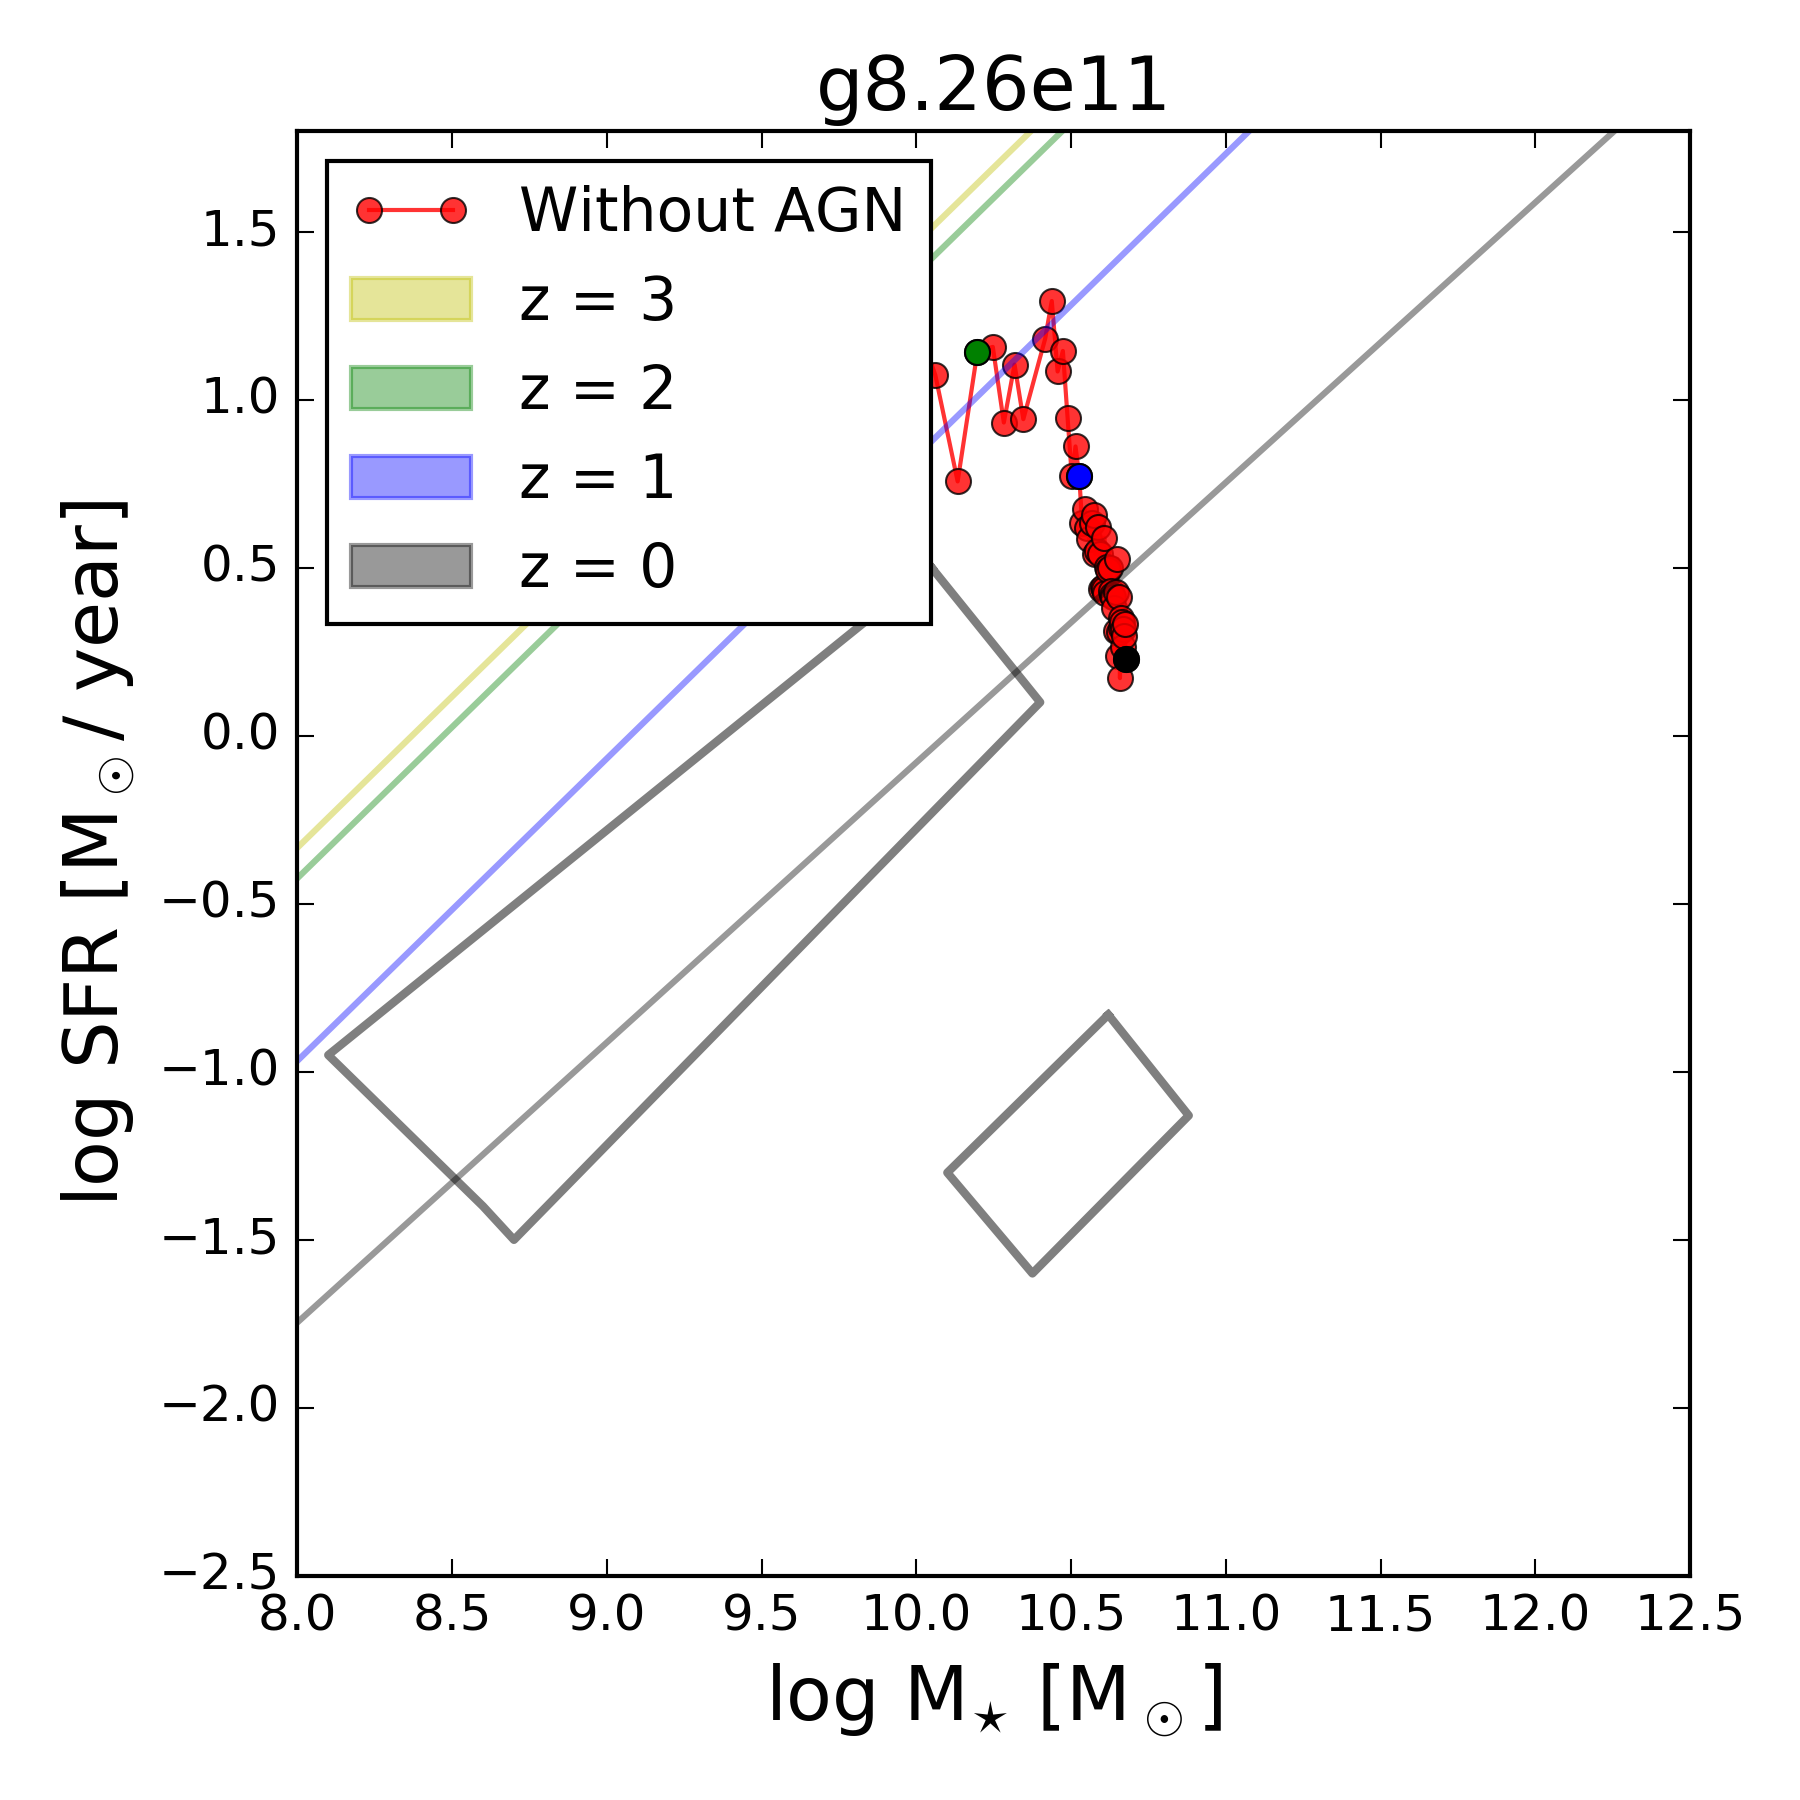 g8.26e11
Without AGN
z = 3
z = 2
z = 1
z = 0
1.5
1.0
0.5
0.0
−0.5
−1.0
−1.5
−2.0
−2.5
log SFR [M☉/ year]
8.0 8.5 9.0 9.5 10.0 10.5 11.0 11.5 12.0 12.5
log M★ [M☉]